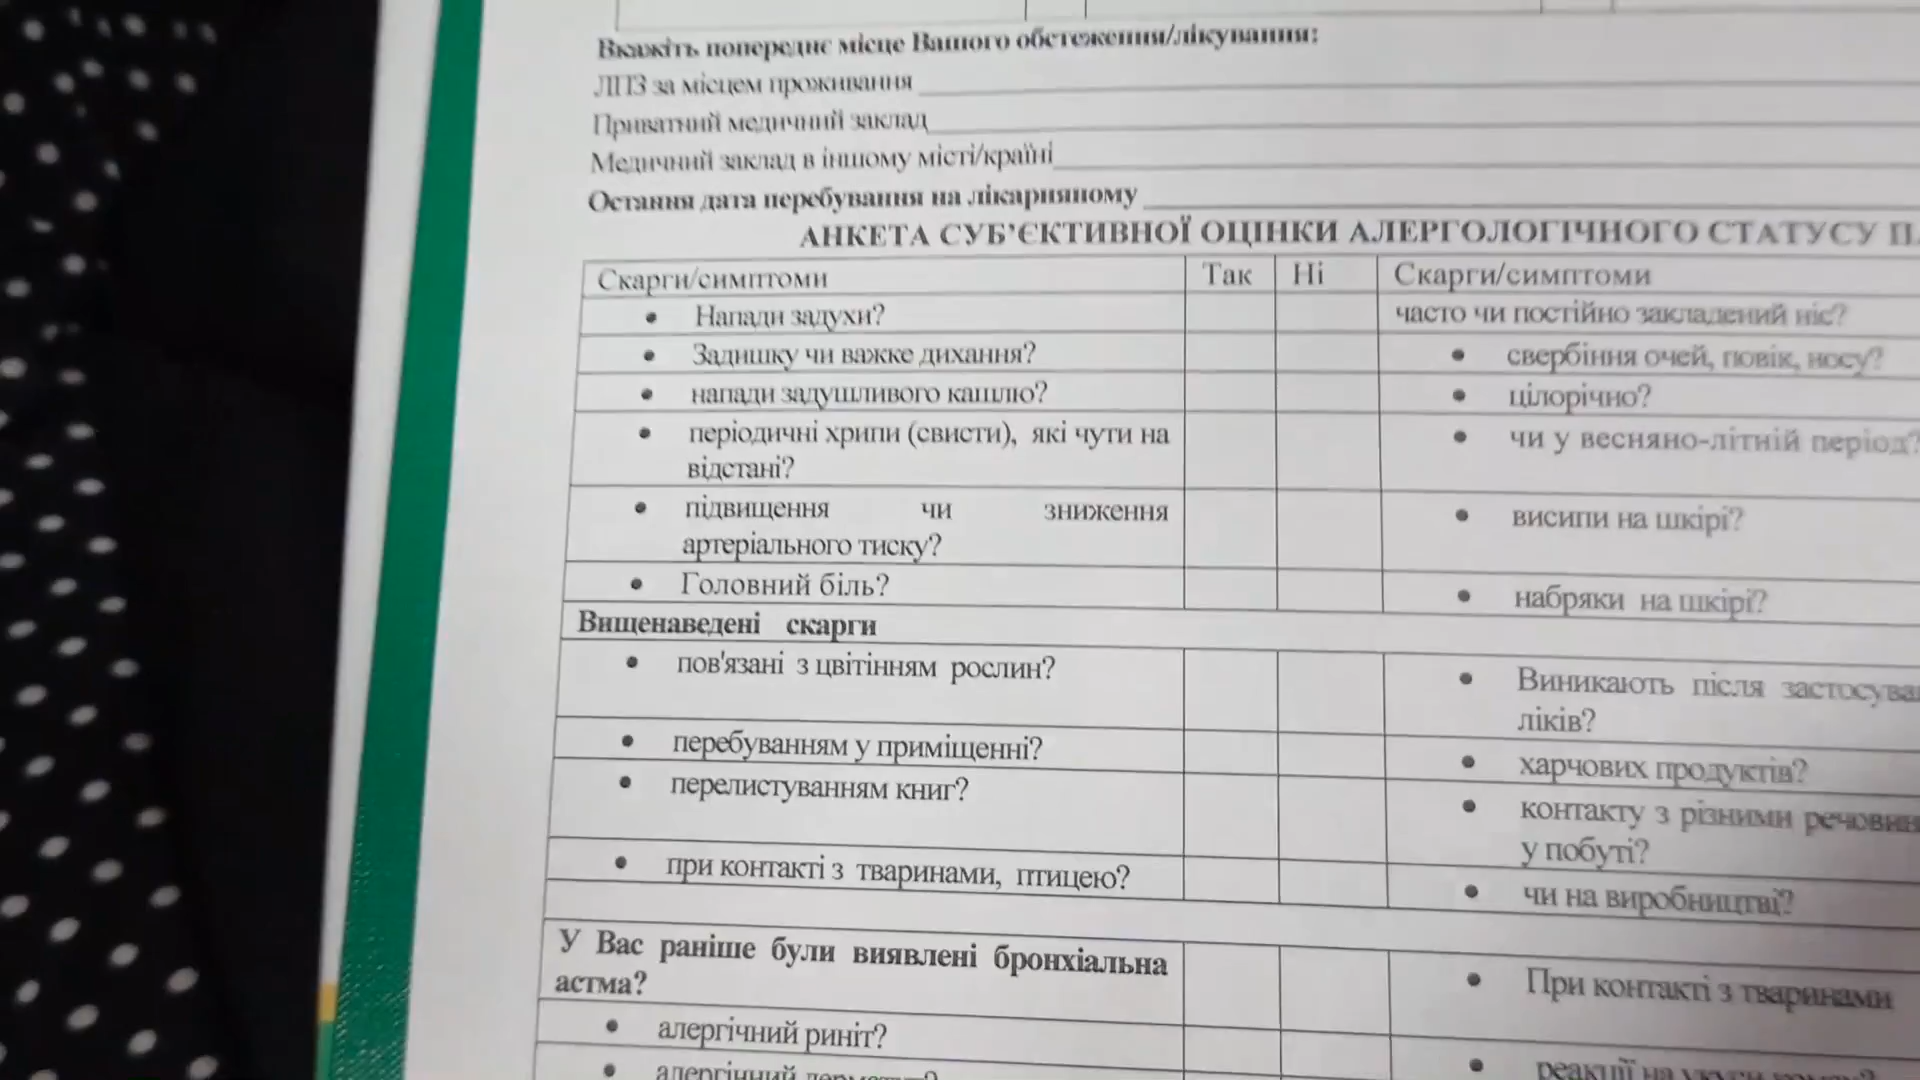 Вкажіть попереднє місце Вашого обстеження/лікування:
ЛПЗ за місцем проживання
Приватний медичний заклад
Медичний заклад в іншому місті/країні
Остання дата перебування на лікарняному
АНКЕТА СУБ’ЄКТИВНОЇ ОЦІНКИ АЛЕРГОЛОГІЧНОГО СТАТУСУ
Скарги/симптоми Так Ні Скарги/симптоми
• Напади задухи? часто чи постійно закладений ніс?
• Задишку чи важке дихання? • свербіння очей, повік, носу?
• напади задушливого кашлю? • цілорічно?
• періодичні хрипи (свисти), які чути на • чи у весняно-літній період?
відстані?
• підвищення чи зниження • висипи на шкірі?
артеріального тиску?
• Головний біль? • набряки на шкірі?
Вищенаведені скарги
• пов'язані з цвітінням рослин? • Виникають після
ліків?
• перебуванням у приміщенні? • харчових продуктів?
• перелистуванням книг? • контакту з різними
у побуті?
• при контакті з тваринами, птицею? • чи на виробництві?
У Вас раніше були виявлені бронхіальна • При контакті з тваринами
астма?
• алергічний риніт? • реакції на укуси
• алергічний